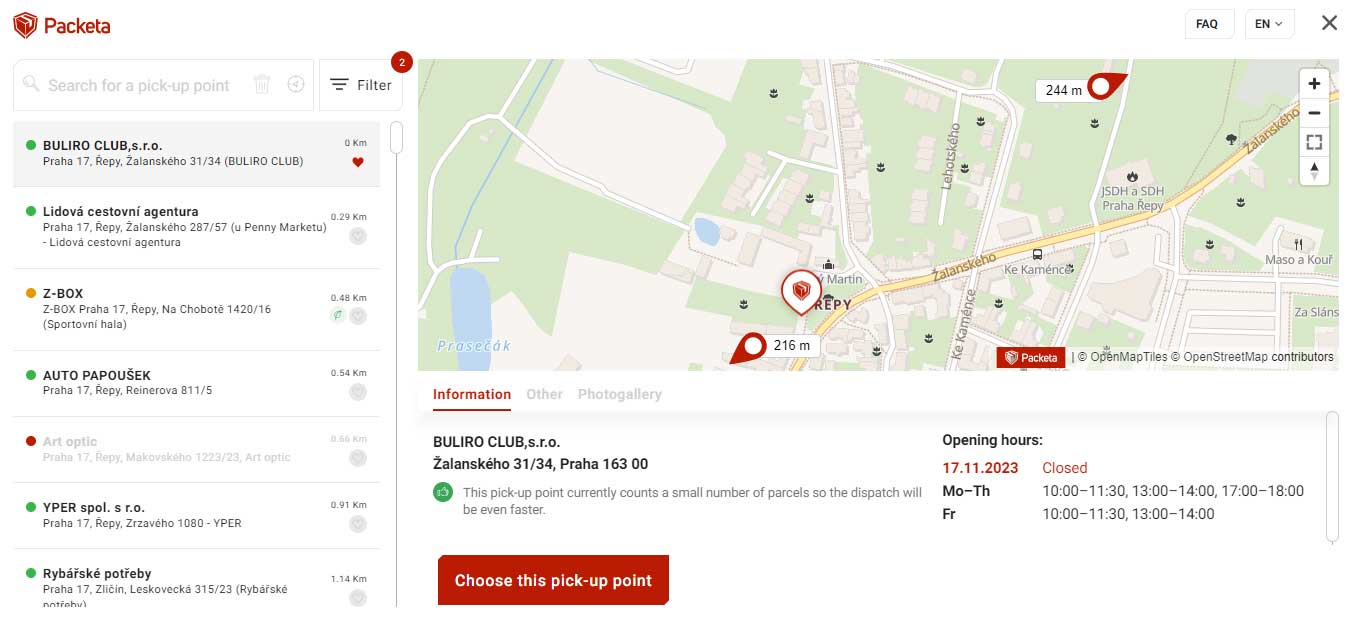 Packeta
FAQ
EN
Search for a pick-up point
Filter
2
BULIRO CLUB,s.r.o.
0 Km
Praha 17, Řepy, Žalanského 31/34 (BULIRO CLUB)
Lidová cestovní agentura
0.29 Km
Praha 17, Řepy, Žalanského 287/57 (u Penny Marketu)
- Lidová cestovní agentura
Z-BOX
0.48 Km
Z-BOX Praha 17, Řepy, Na Chobotě 1420/16
(Sportovní hala)
AUTO PAPOUŠEK
0.54 Km
Praha 17, Řepy, Reinerova 811/5
Art optic
0.66 Km
Praha 17, Řepy, Makovského 1223/23, Art optic
YPER spol. s r.o.
0.91 Km
Praha 17, Řepy, Zrzavého 1080 - YPER
Rybářské potřeby
1.14 Km
Praha 17, Zličín, Leskovecká 315/23 (Rybářské
potřeby)
244 m
Žalanského
Lehotského
JSDH a SDH
Praha Řepy
Žalanského
Ke Kaménce
Maso a Kouř
ý Martin
ŘEPY
Za Sláns
Ke Kaménce
216 m
Prasečák
Packeta
| © OpenMapTiles © OpenStreetMap contributors
Information
Other
Photogallery
BULIRO CLUB,s.r.o.
Žalanského 31/34, Praha 163 00
This pick-up point currently counts a small number of parcels so the dispatch will
be even faster.
Opening hours:
17.11.2023 Closed
Mo–Th 10:00–11:30, 13:00–14:00, 17:00–18:00
Fr 10:00–11:30, 13:00–14:00
Choose this pick-up point